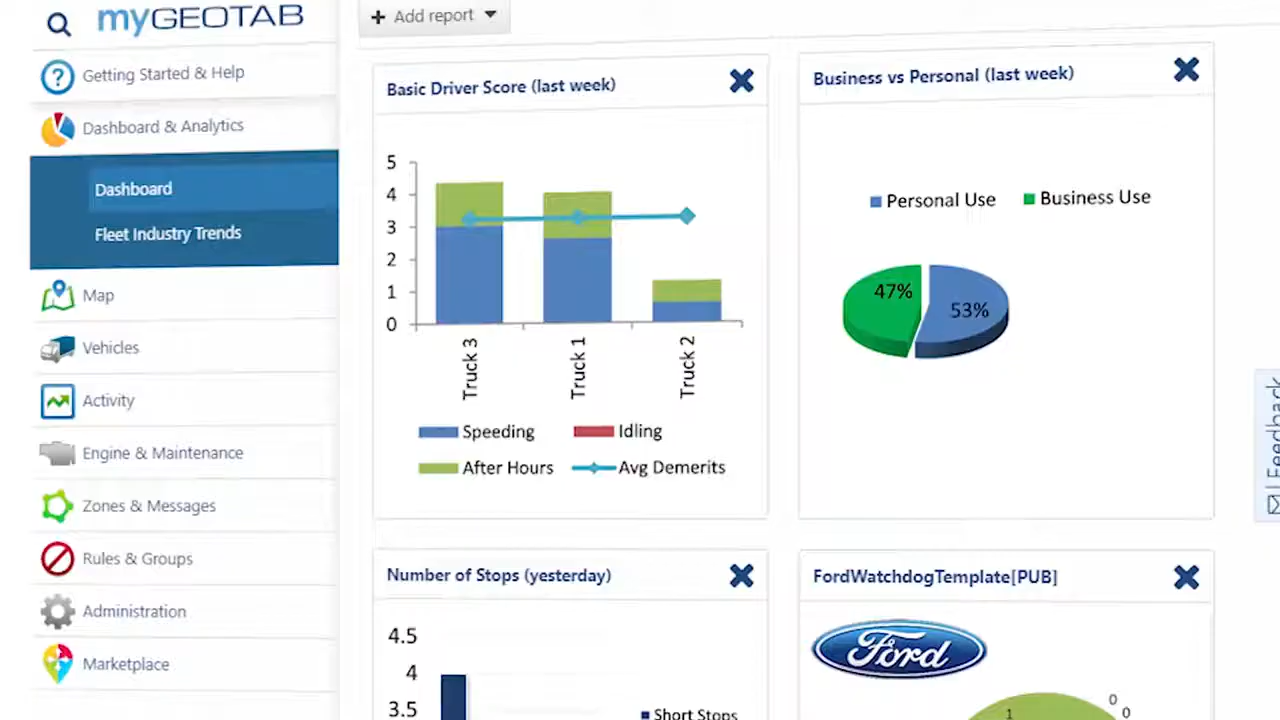 myGEOTAB
Add report
Getting Started & Help
Dashboard & Analytics
Dashboard
Fleet Industry Trends
Map
Vehicles
Activity
Engine & Maintenance
Zones & Messages
Rules & Groups
Administration
Marketplace
Basic Driver Score (last week)
5
4
3
2
1
0
Truck 3
Truck 1
Truck 2
Speeding
Idling
After Hours
Avg Demerits
Business vs Personal (last week)
Personal Use
Business Use
47%
53%
Feedback
Number of Stops (yesterday)
4.5
4
3.5
Short Stops
FordWatchdogTemplate[PUB]
Ford
1
0
0